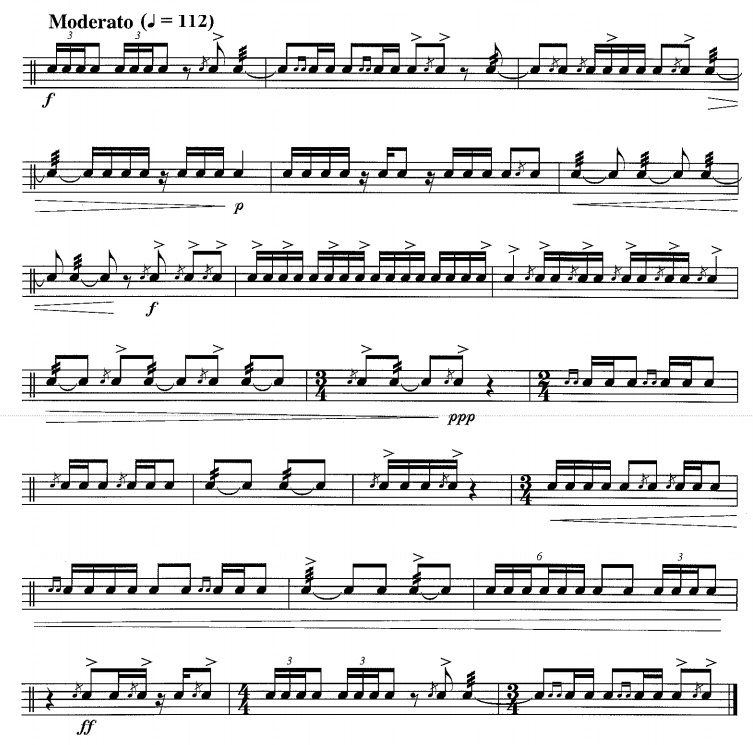 Moderato (♩ = 112)
3 3
f
p
f
3 4 2 4
ppp
3 4
6 3
3 3
4 4 3 4
ff